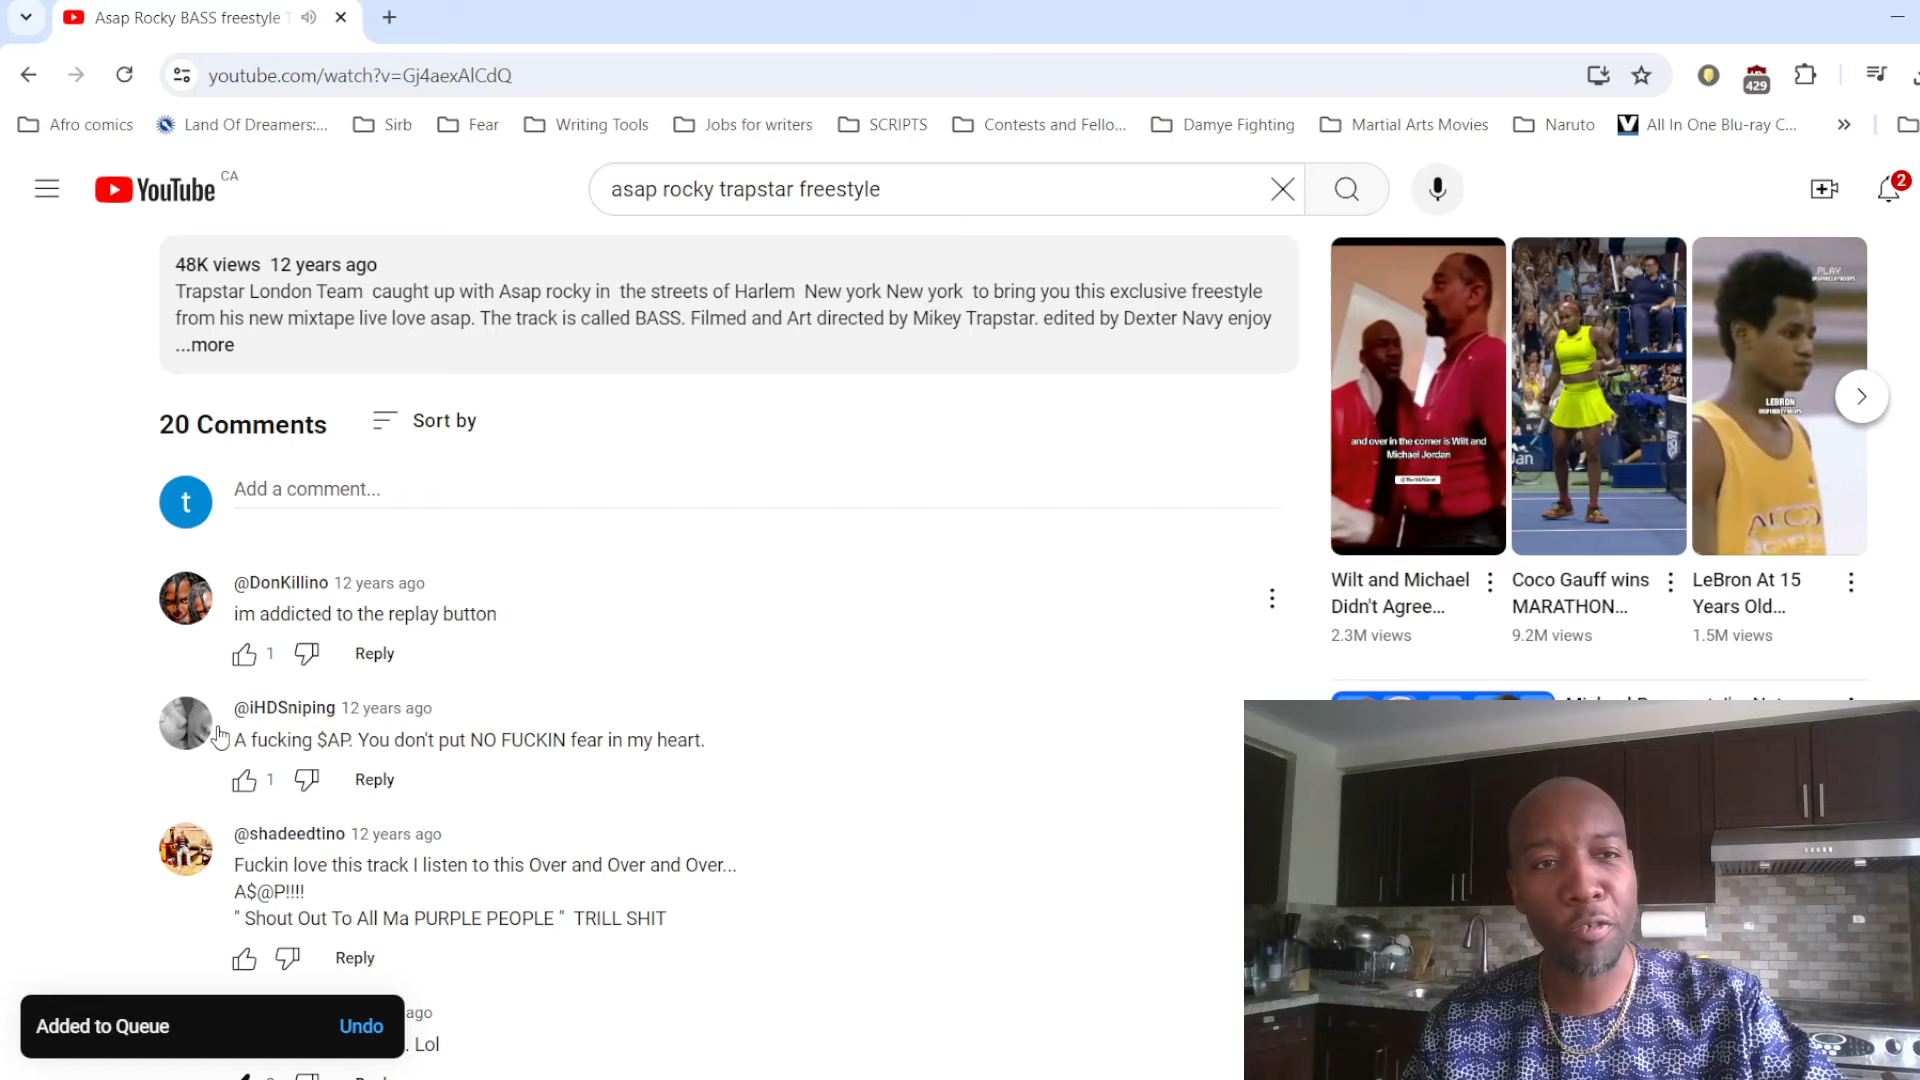 Asap Rocky BASS freestyle T
youtube.com/watch?v=Gj4aexAlCdQ
429
Afro comics
Land Of Dreamers:...
Sirb
Fear
Writing Tools
Jobs for writers
SCRIPTS
Contests and Fello...
Damye Fighting
Martial Arts Movies
Naruto
All In One Blu-ray C...
YouTube CA
asap rocky trapstar freestyle
2
48K views 12 years ago
Trapstar London Team caught up with Asap rocky in the streets of Harlem New york New york to bring you this exclusive freestyle
from his new mixtape live love asap. The track is called BASS. Filmed and Art directed by Mikey Trapstar. edited by Dexter Navy enjoy
...more
20 Comments
Sort by
t
Add a comment...
@DonKillino 12 years ago
im addicted to the replay button
1
Reply
@iHDSniping 12 years ago
A fucking $AP. You don't put NO FUCKIN fear in my heart.
1
Reply
@shadeedtino 12 years ago
Fuckin love this track I listen to this Over and Over and Over...
A$@P!!!!
" Shout Out To All Ma PURPLE PEOPLE " TRILL SHIT
Reply
ago
. Lol
Added to Queue
Undo
and over in the corner is Wilt and
Michael Jordan
Wilt and Michael
Didn't Agree...
2.3M views
Coco Gauff wins
MARATHON...
9.2M views
PLAY
LEBRON
LeBron At 15
Years Old...
1.5M views